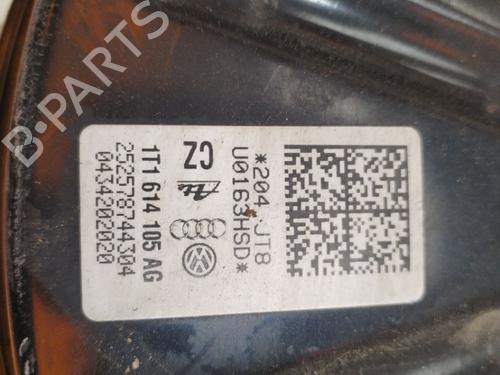 B-PARTS
*204 JT8
U0163HSD*
CZ
1T1 614 105 AG
252578744304
0434202020